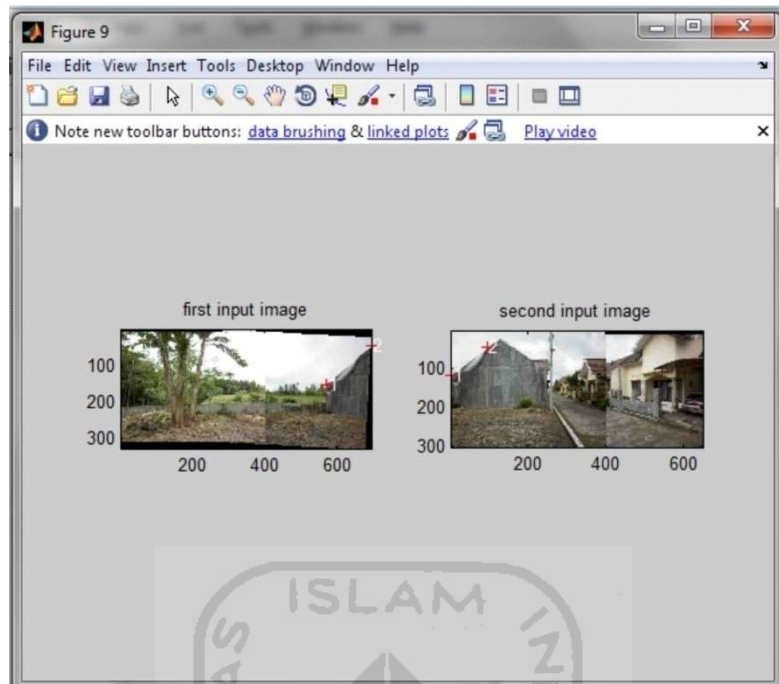 Figure 9
File Edit View Insert Tools Desktop Window Help
Note new toolbar buttons: data brushing & linked plots Play video
first input image
second input image
100
200
300
200 400 600
2
100
200
300
200 400 600
2
ISLAM